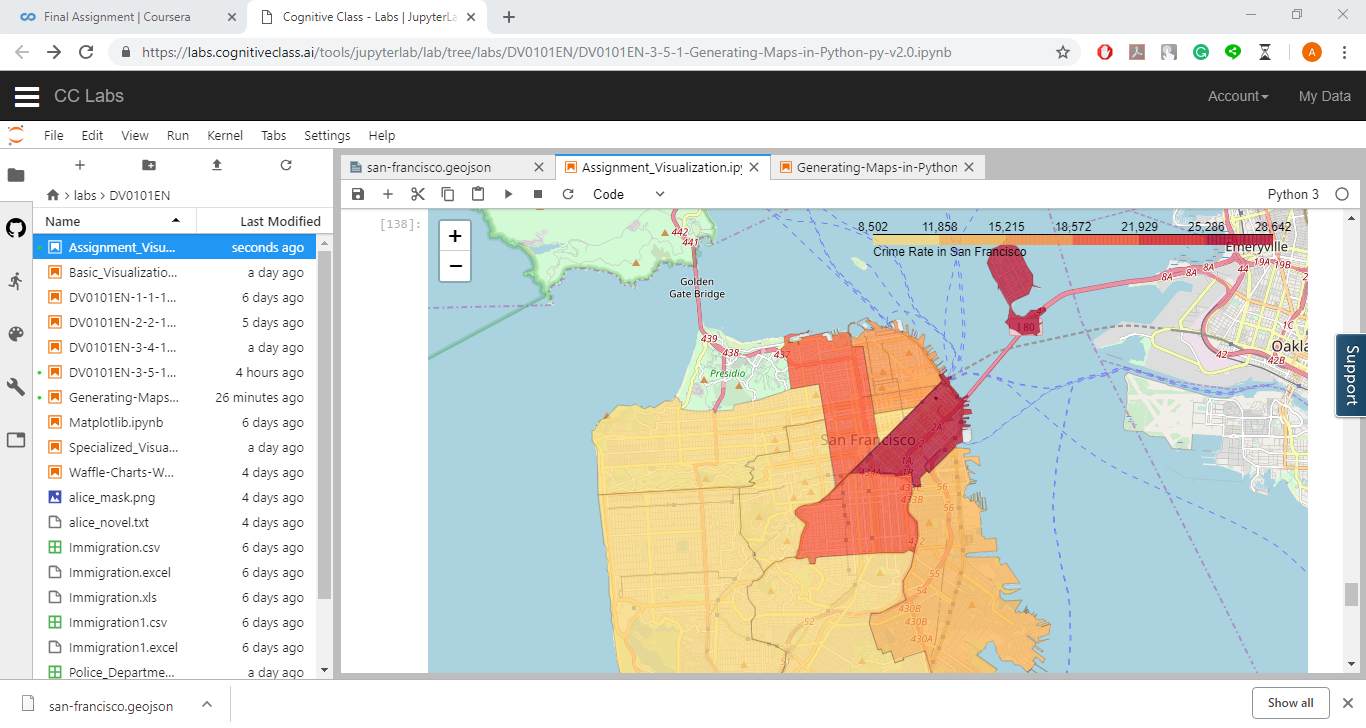 Final Assignment | Coursera
Cognitive Class - Labs | JupyterLa
https://labs.cognitiveclass.ai/tools/jupyterlab/lab/tree/labs/DV0101EN/DV0101EN-3-5-1-Generating-Maps-in-Python-py-v2.0.ipynb
A
CC Labs
Account
My Data
File Edit View Run Kernel Tabs Settings Help
san-francisco.geojson
Assignment_Visualization.ipy
Generating-Maps-in-Python
labs > DV0101EN
Code
Python 3
Name Last Modified
Assignment_Visu... seconds ago
Basic_Visualizatio... a day ago
DV0101EN-1-1-1... 6 days ago
DV0101EN-2-2-1... 5 days ago
DV0101EN-3-4-1... a day ago
DV0101EN-3-5-1... 4 hours ago
Generating-Maps... 26 minutes ago
Matplotlib.ipynb 6 days ago
Specialized_Visua... a day ago
Waffle-Charts-W... 4 days ago
alice_mask.png 4 days ago
alice_novel.txt 4 days ago
Immigration.csv 6 days ago
Immigration.excel 6 days ago
Immigration.xls 6 days ago
Immigration1.csv 6 days ago
Immigration1.excel 6 days ago
Police_Departme... a day ago
[138]:
+
−
8,502 11,858 15,215 18,572 21,929 25,286 28,642
Crime Rate in San Francisco
442
441
Golden
Gate Bridge
439
438
437
Presidio
San Francisco
2A
1A
1B
434A
433B
432
56
56
54
52
51
430B
430B
430A
I 80
8A
8A
8A
Emeryville
19A 19B
44
1C
42
42B
Oakla
Support
san-francisco.geojson
Show all